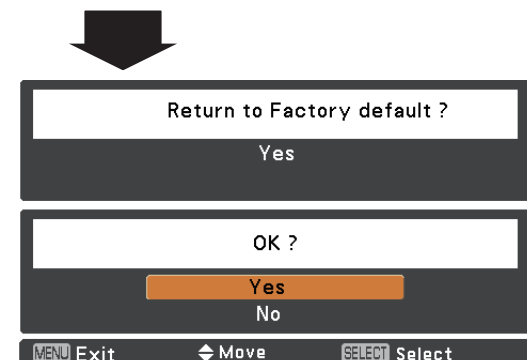 Return to Factory default ?
Yes
OK ?
Yes
No
MENU Exit Move SELECT Select